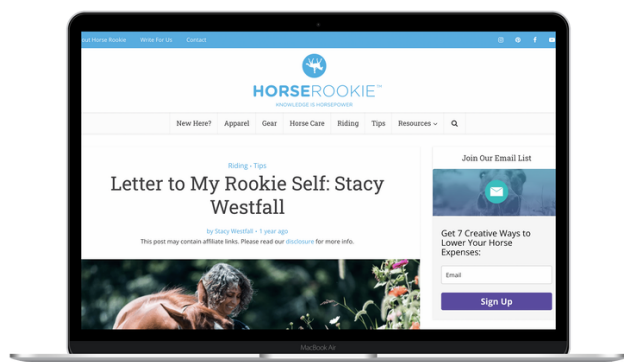 out Horse Rookie Write For Us Contact
HORSEROOKIE™
KNOWLEDGE IS HORSEPOWER
New Here? Apparel Gear Horse Care Riding Tips Resources
Join Our Email List
Riding • Tips
Letter to My Rookie Self: Stacy
Westfall
by Stacy Westfall • 1 year ago
This post may contain affiliate links. Please read our disclosure for more info.
Get 7 Creative Ways to
Lower Your Horse
Expenses:
Email
Sign Up
MacBook Air